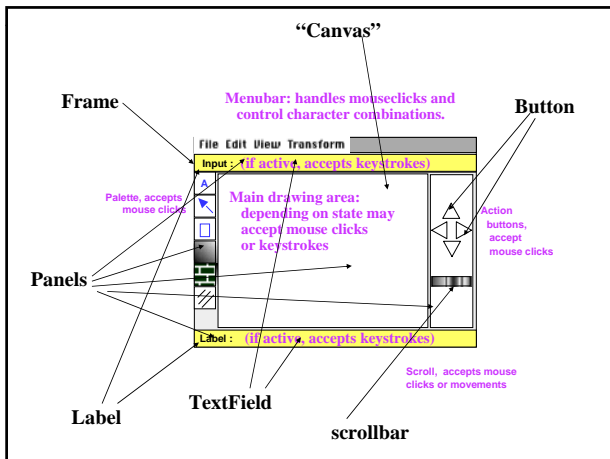 “Canvas”
Menubar: handles mouseclicks and
control character combinations.
Frame
Button
File Edit View Transform
Input : (if active, accepts keystrokes)
A
Palette, accepts
mouse clicks
Main drawing area:
depending on state may
accept mouse clicks
or keystrokes
Action
buttons,
accept
mouse clicks
Panels
Label : (if active, accepts keystrokes)
Scroll, accepts mouse
clicks or movements
Label
TextField
scrollbar